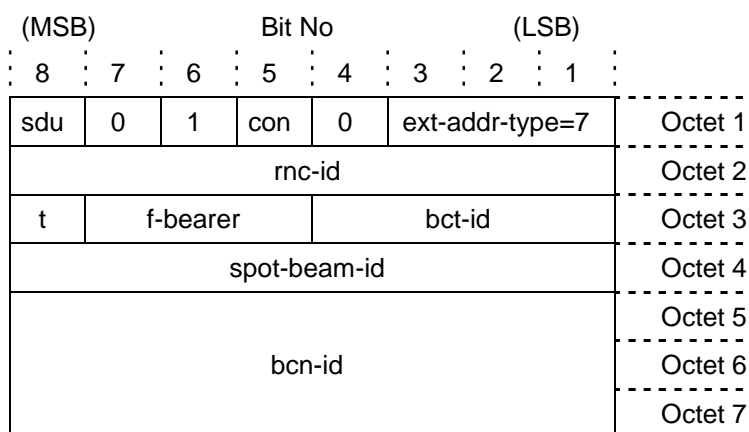 (MSB) Bit No (LSB)
8 7 6 5 4 3 2 1
sdu 0 1 con 0 ext-addr-type=7 Octet 1
rnc-id Octet 2
t f-bearer bct-id Octet 3
spot-beam-id Octet 4
Octet 5
bcn-id Octet 6
Octet 7